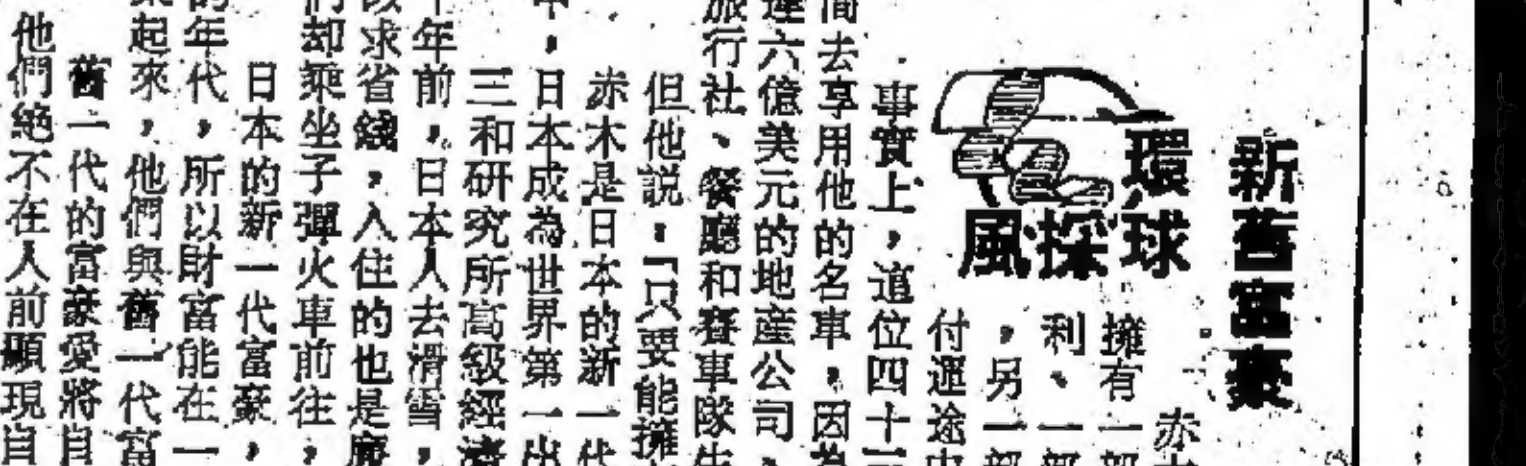 新舊富豪
環球
採風
赤木
擁有一部
利、一部
，另一部
付運途中
事實上，這位四十三
間去享用他的名車，因為
達六億美元的地產公司、
旅行社、餐廳和賽車隊生
但他說：「只要能擁
赤木是日本的新一代
中，日本成為世界第一出
三和研究所高級經濟
年前，日本人去滑雪，
該求省錢，入住的也是廉
們却乘坐子彈火車前往，
日本的新一代富豪，
的年代，所以財富能在一
起來，他們與舊一代富
舊一代的富豪愛將自
他們絕不在人前顯現自